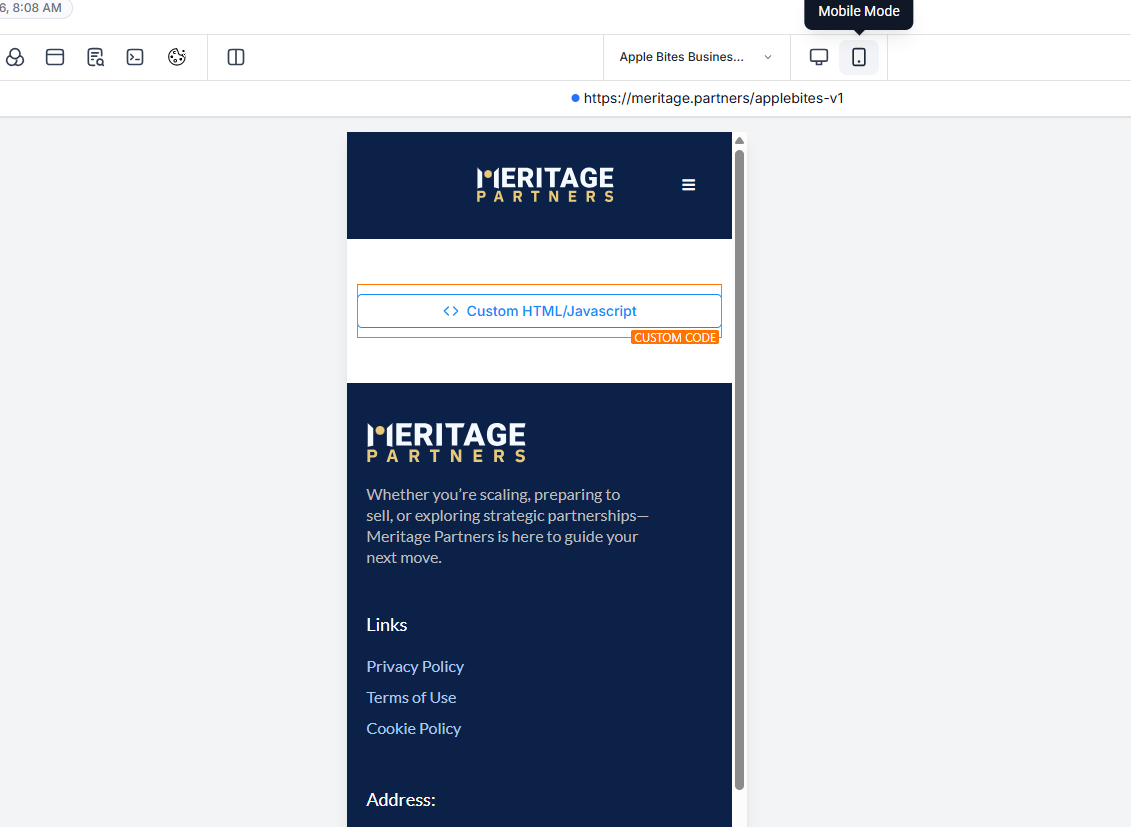 6, 8:08 AM
Mobile Mode
Apple Bites Busines...
https://meritage.partners/applebites-v1
MERITAGE
PARTNERS
Custom HTML/Javascript
CUSTOM CODE
MERITAGE
PARTNERS
Whether you’re scaling, preparing to
sell, or exploring strategic partnerships—
Meritage Partners is here to guide your
next move.
Links
Privacy Policy
Terms of Use
Cookie Policy
Address: